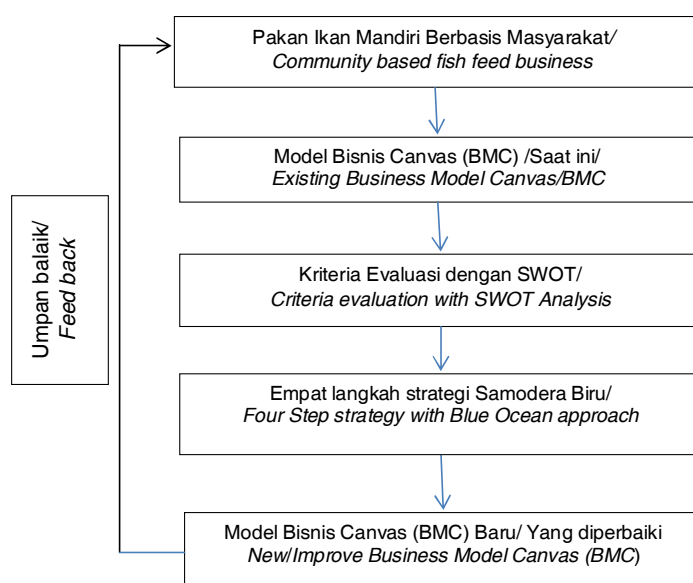 Pakan Ikan Mandiri Berbasis Masyarakat/
Community based fish feed business
Model Bisnis Canvas (BMC) /Saat ini/
Existing Business Model Canvas/BMC
Umpan balaik/
Feed back
Kriteria Evaluasi dengan SWOT/
Criteria evaluation with SWOT Analysis
Empat langkah strategi Samodera Biru/
Four Step strategy with Blue Ocean approach
Model Bisnis Canvas (BMC) Baru/ Yang diperbaiki
New/Improve Business Model Canvas (BMC)